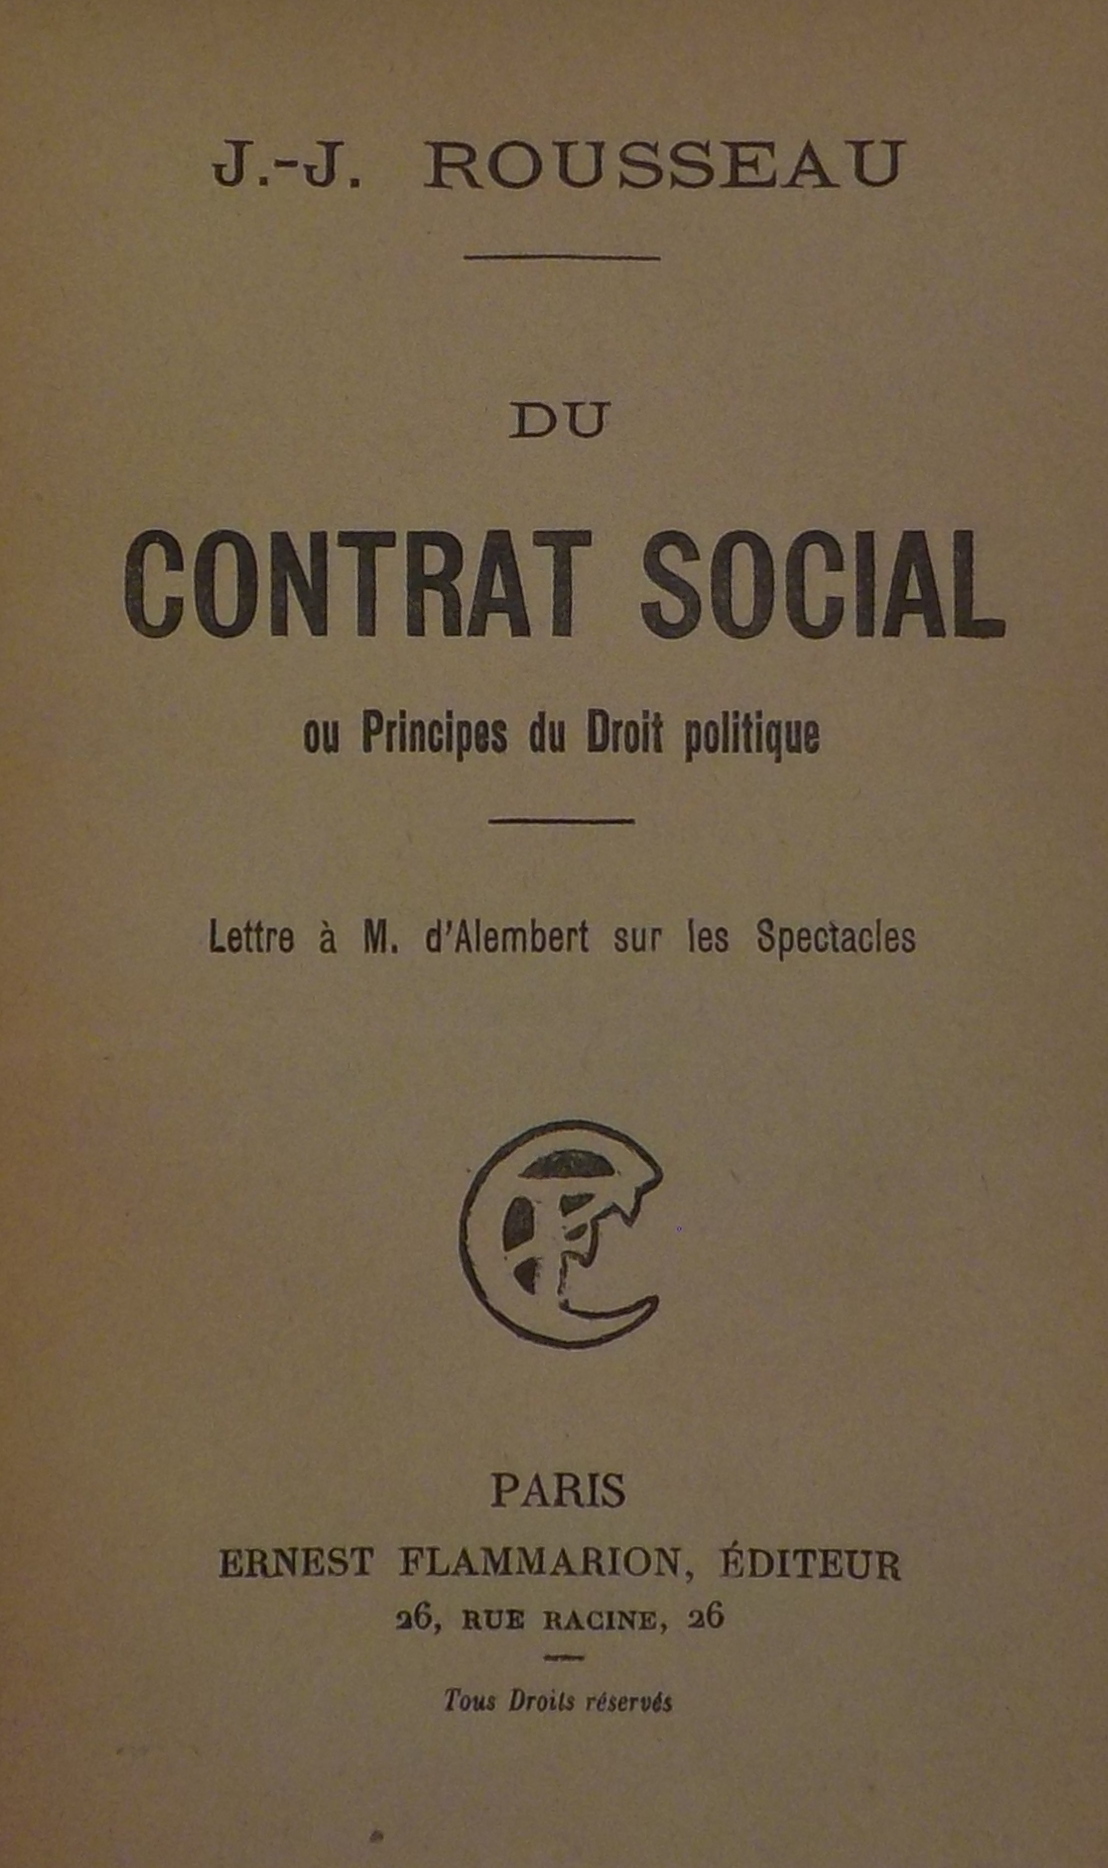 J.-J. ROUSSEAU
DU
CONTRAT SOCIAL
ou Principes du Droit politique
Lettre à M. d'Alembert sur les Spectacles
PARIS
ERNEST FLAMMARION, ÉDITEUR
26, RUE RACINE, 26
Tous Droits réservés